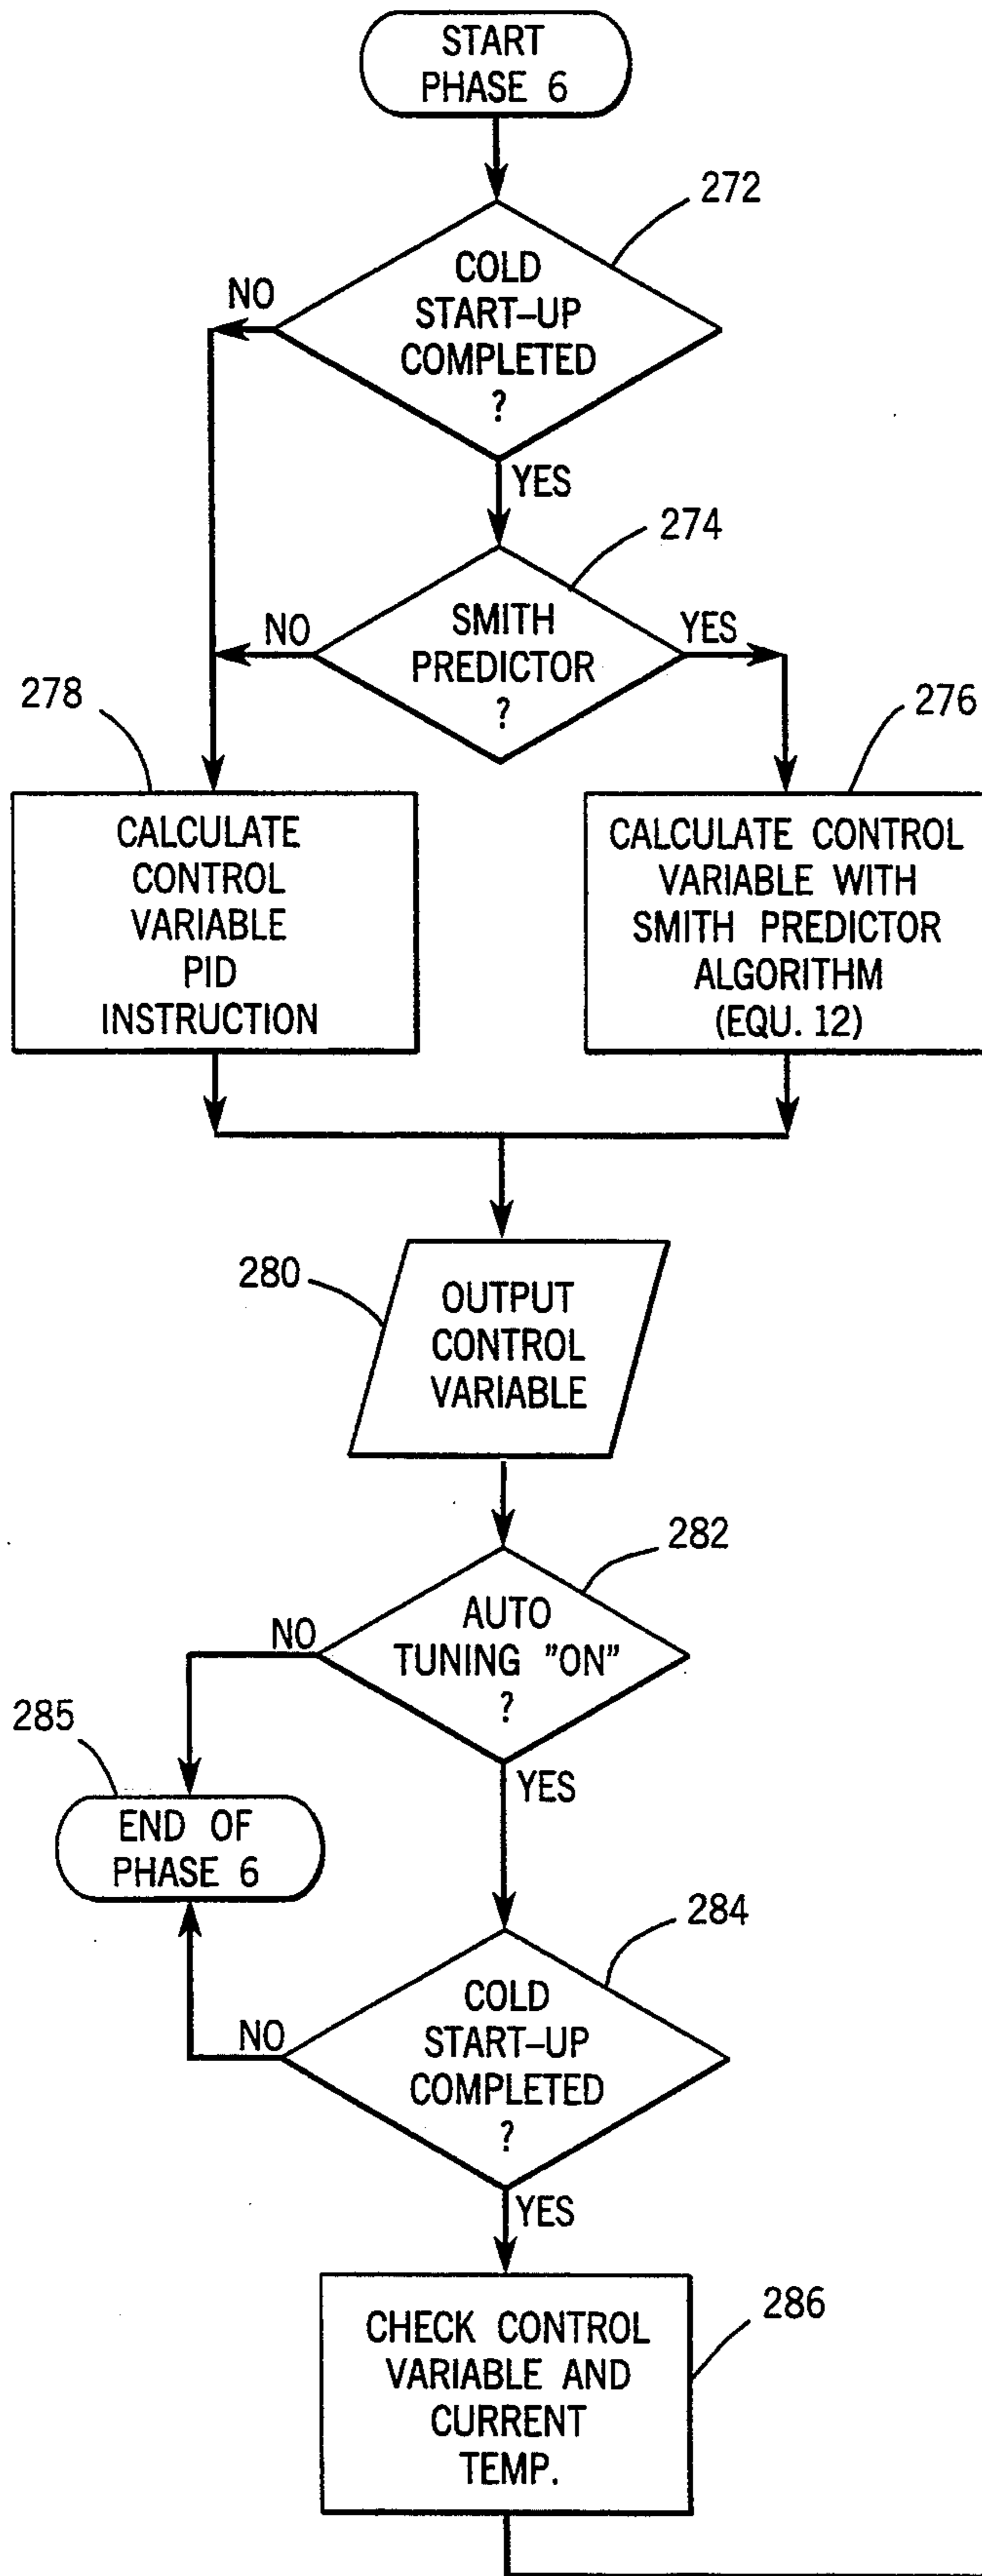 START
PHASE 6
272
COLD
START–UP
COMPLETED
?
NO
YES
274
SMITH
PREDICTOR
?
NO
YES
278
276
CALCULATE
CONTROL
VARIABLE
PID
INSTRUCTION
CALCULATE CONTROL
VARIABLE WITH
SMITH PREDICTOR
ALGORITHM
(EQU. 12)
280
OUTPUT
CONTROL
VARIABLE
282
AUTO
TUNING "ON"
?
NO
YES
285
END OF
PHASE 6
284
COLD
START–UP
COMPLETED
?
NO
YES
286
CHECK CONTROL
VARIABLE AND
CURRENT
TEMP.